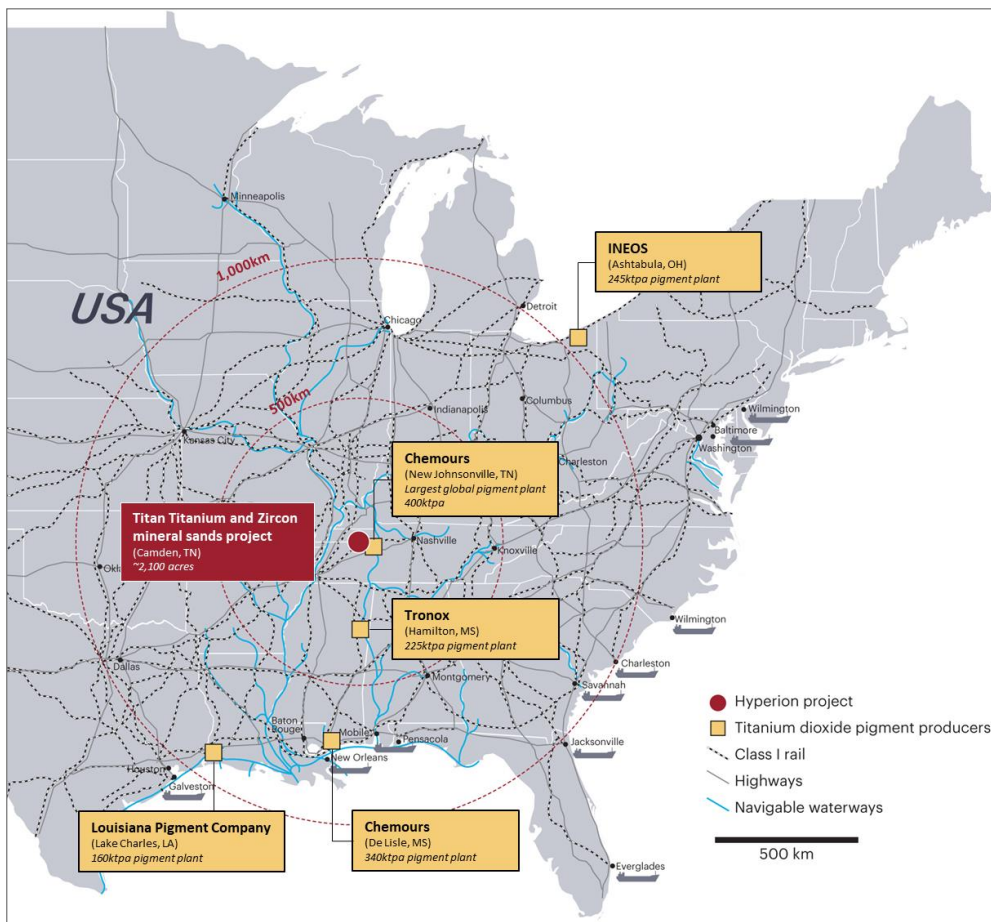 Minneapolis
1,000km
INEOS
(Ashtabula, OH)
245ktpa pigment plant
USA
Detroit
Chicago
500km
Indianapolis
Columbus
Wilmington
Baltimore
Washington
Kansas City
Chemours
(New Johnsonville, TN)
Largest global pigment plant
400ktpa
Charleston
Titan Titanium and Zircon
mineral sands project
(Camden, TN)
~2,100 acres
Nashville
Knoxville
Okl
Tronox
(Hamilton, MS)
225ktpa pigment plant
Wilmington
Dallas
Charleston
Montgomery
Savannah
Hyperion project
Baton
Rouge
Mobile
Pensacola
Titanium dioxide pigment producers
Jacksonville
Class I rail
New Orleans
Houston
Galveston
Highways
Navigable waterways
Louisiana Pigment Company
(Lake Charles, LA)
160ktpa pigment plant
Chemours
(De Lisle, MS)
340ktpa pigment plant
500 km
Everglades